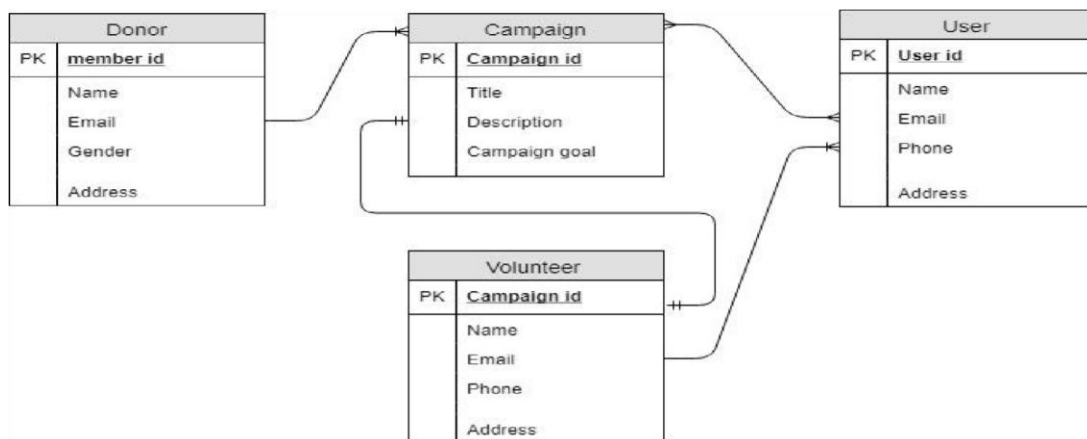 Donor
PK member id
Name
Email
Gender
Address
Campaign
PK Campaign id
Title
Description
Campaign goal
User
PK User id
Name
Email
Phone
Address
Volunteer
PK Campaign id
Name
Email
Phone
Address